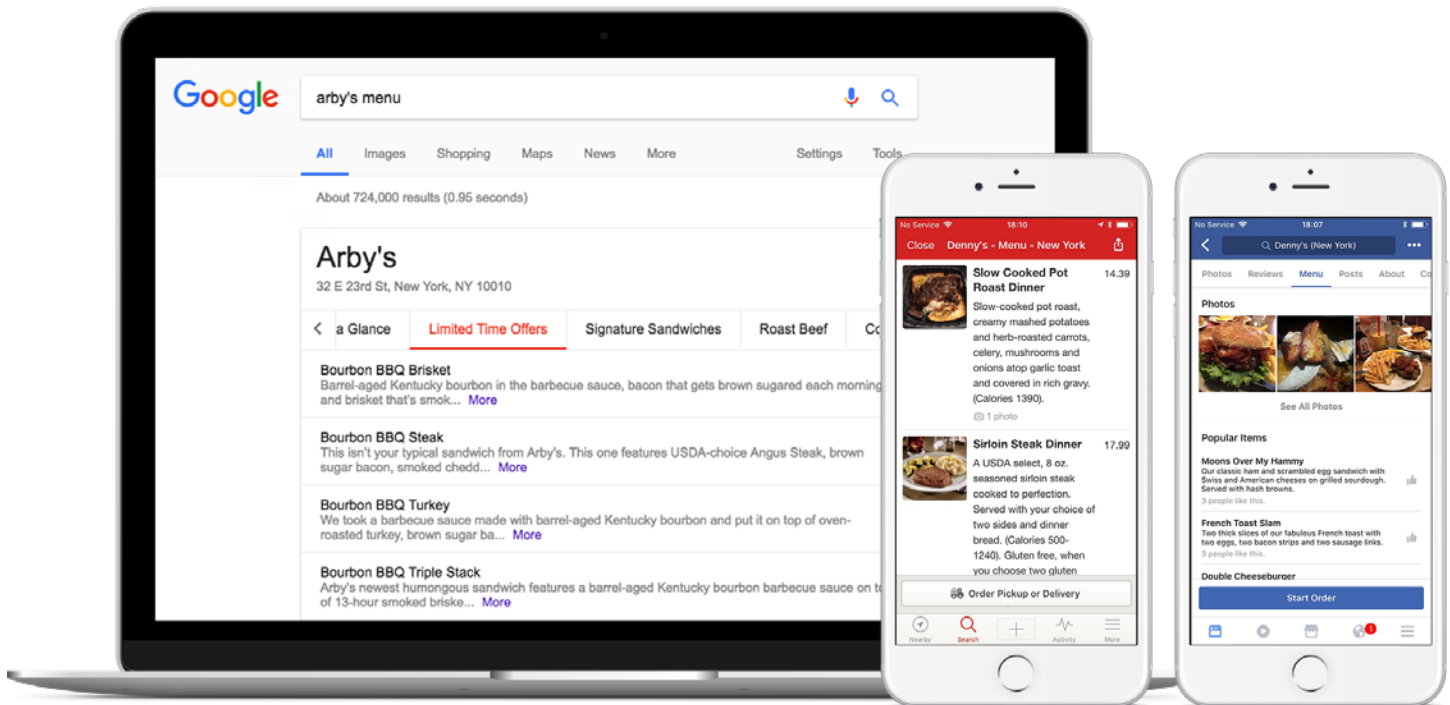 Google
arby's menu
All Images Shopping Maps News More Settings Tools
About 724,000 results (0.95 seconds)
Arby's
32 E 23rd St, New York, NY 10010
a Glance Limited Time Offers Signature Sandwiches Roast Beef Co
Bourbon BBQ Brisket
Barrel-aged Kentucky bourbon in the barbecue sauce, bacon that gets brown sugared each morning
and brisket that's smok... More
Bourbon BBQ Steak
This isn't your typical sandwich from Arby's. This one features USDA-choice Angus Steak, brown
sugar bacon, smoked chedd... More
Bourbon BBQ Turkey
We took a barbecue sauce made with barrel-aged Kentucky bourbon and put it on top of oven-
roasted turkey, brown sugar ba... More
Bourbon BBQ Triple Stack
Arby's newest humongous sandwich features a barrel-aged Kentucky bourbon barbecue sauce on to
of 13-hour smoked briske... More
No Service 18:10
Close Denny's - Menu - New York
Slow Cooked Pot 14.39
Roast Dinner
Slow-cooked pot roast,
creamy mashed potatoes
and herb-roasted carrots,
celery, mushrooms and
onions atop garlic toast
and covered in rich gravy.
(Calories 1390).
1 photo
Sirloin Steak Dinner 17.99
A USDA select, 8 oz.
seasoned sirloin steak
cooked to perfection.
Served with your choice of
two sides and dinner
bread. (Calories 500-
1240). Gluten free, when
you choose two gluten
Order Pickup or Delivery
Nearby Search Activity More
No Service 18:07
Denny's (New York)
Photos Reviews Menu Posts About Co
Photos
See All Photos
Popular Items
Moons Over My Hammy
Our classic ham and scrambled egg sandwich with
Swiss and American cheeses on grilled sourdough.
Served with hash browns.
3 people like this.
French Toast Slam
Two thick slices of our fabulous French toast with
two eggs, two bacon strips and two sausage links.
3 people like this.
Double Cheeseburger
Start Order
1